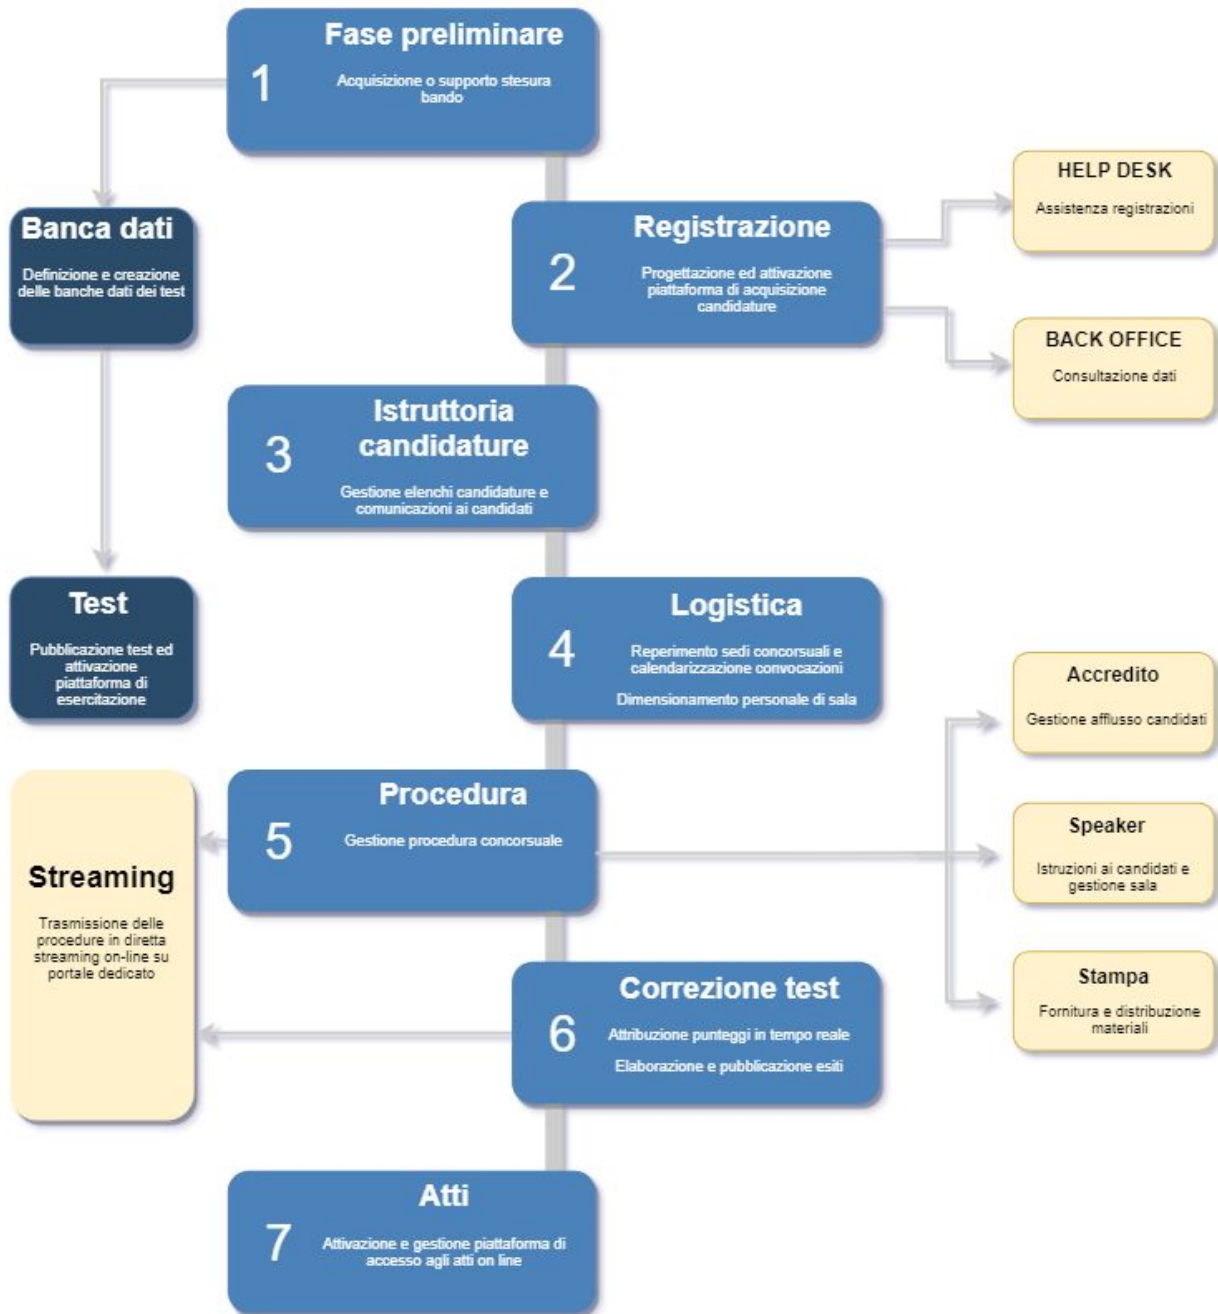 Fase preliminare
1
Acquisizione o supporto stesura
bando
Banca dati
Definizione e creazione
delle banche dati dei test
Registrazione
2
Progettazione ed attivazione
piattaforma di acquisizione
candidature
HELP DESK
Assistenza registrazioni
BACK OFFICE
Consultazione dati
Istruttoria
candidature
3
Gestione elenchi candidature e
comunicazioni ai candidati
Test
Pubblicazione test ed
attivazione
piattaforma di
esercitazione
Logistica
4
Reperimento sedi concorsuali e
calendarizzazione convocazioni
Dimensionamento personale di sala
Accredito
Gestione afflusso candidati
Procedura
5
Gestione procedura concorsuale
Speaker
Istruzioni ai candidati e
gestione sala
Streaming
Trasmissione delle
procedure in diretta
streaming on-line su
portale dedicato
Stampa
Fornitura e distribuzione
materiali
Correzione test
6
Attribuzione punteggi in tempo reale
Elaborazione e pubblicazione esiti
Atti
7
Attivazione e gestione piattaforma di
accesso agli atti on line